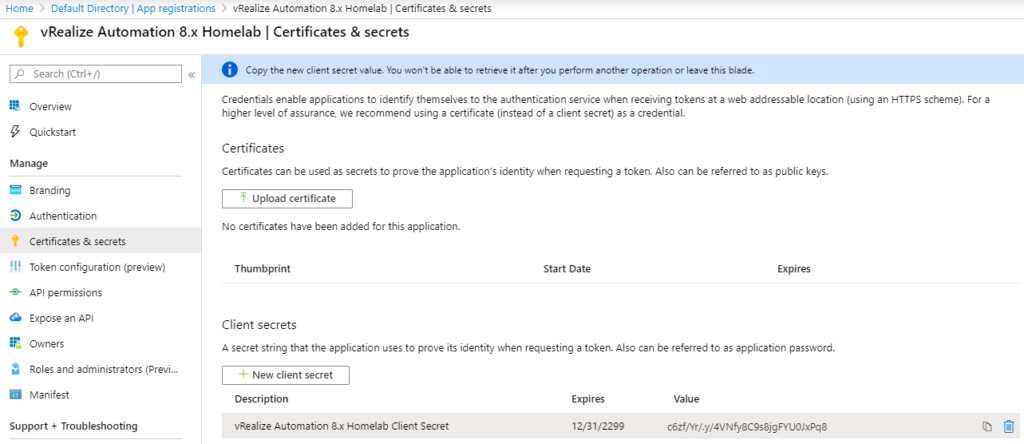 Home > Default Directory | App registrations > vRealize Automation 8.x Homelab | Certificates & secrets
vRealize Automation 8.x Homelab | Certificates & secrets
Search (Ctrl+/)
«
Overview
Quickstart
Manage
Branding
Authentication
Certificates & secrets
Token configuration (preview)
API permissions
Expose an API
Owners
Roles and administrators (Previ...
Manifest
Support + Troubleshooting
Copy the new client secret value. You won't be able to retrieve it after you perform another operation or leave this blade.
Credentials enable applications to identify themselves to the authentication service when receiving tokens at a web addressable location (using an HTTPS scheme). For a
higher level of assurance, we recommend using a certificate (instead of a client secret) as a credential.
Certificates
Certificates can be used as secrets to prove the application's identity when requesting a token. Also can be referred to as public keys.
Upload certificate
No certificates have been added for this application.
Thumbprint Start Date Expires
Client secrets
A secret string that the application uses to prove its identity when requesting a token. Also can be referred to as application password.
New client secret
Description Expires Value
vRealize Automation 8.x Homelab Client Secret 12/31/2299 c6zf/Yr/.y/4VNfy8C9s8jgFYU0JxPq8